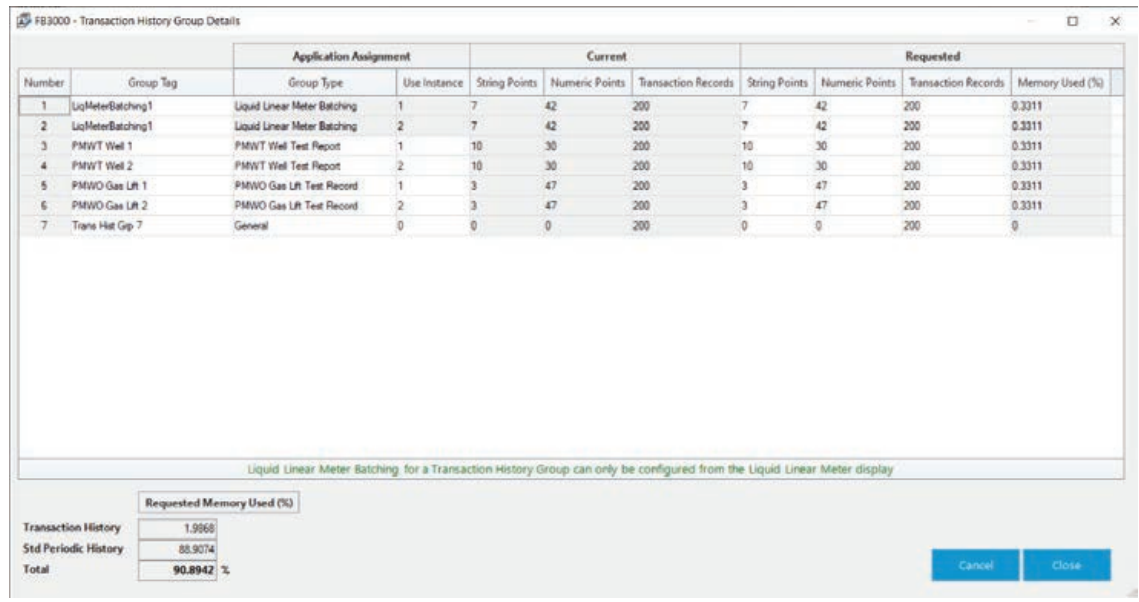 FB3000 - Transaction History Group Details
Application Assignment Current Requested
Number Group Tag Group Type Use Instance String Points Numeric Points Transaction Records String Points Numeric Points Transaction Records Memory Used (%)
1 LiqMeterBatching1 Liquid Linear Meter Batching 1 7 42 200 7 42 200 0.3311
2 LiqMeterBatching1 Liquid Linear Meter Batching 2 7 42 200 7 42 200 0.3311
3 PMWT Well 1 PMWT Well Test Report 1 10 30 200 10 30 200 0.3311
4 PMWT Well 2 PMWT Well Test Report 2 10 30 200 10 30 200 0.3311
5 PMWO Gas Lift 1 PMWO Gas Lift Test Record 1 3 47 200 3 47 200 0.3311
6 PMWO Gas Lift 2 PMWO Gas Lift Test Record 2 3 47 200 3 47 200 0.3311
7 Trans Hist Grp 7 General 0 0 0 200 0 0 200 0
Liquid Linear Meter Batching for a Transaction History Group can only be configured from the Liquid Linear Meter display
Requested Memory Used (%)
Transaction History 1.9868
Std Periodic History 88.9074
Total 90.8942 %
Cancel Close